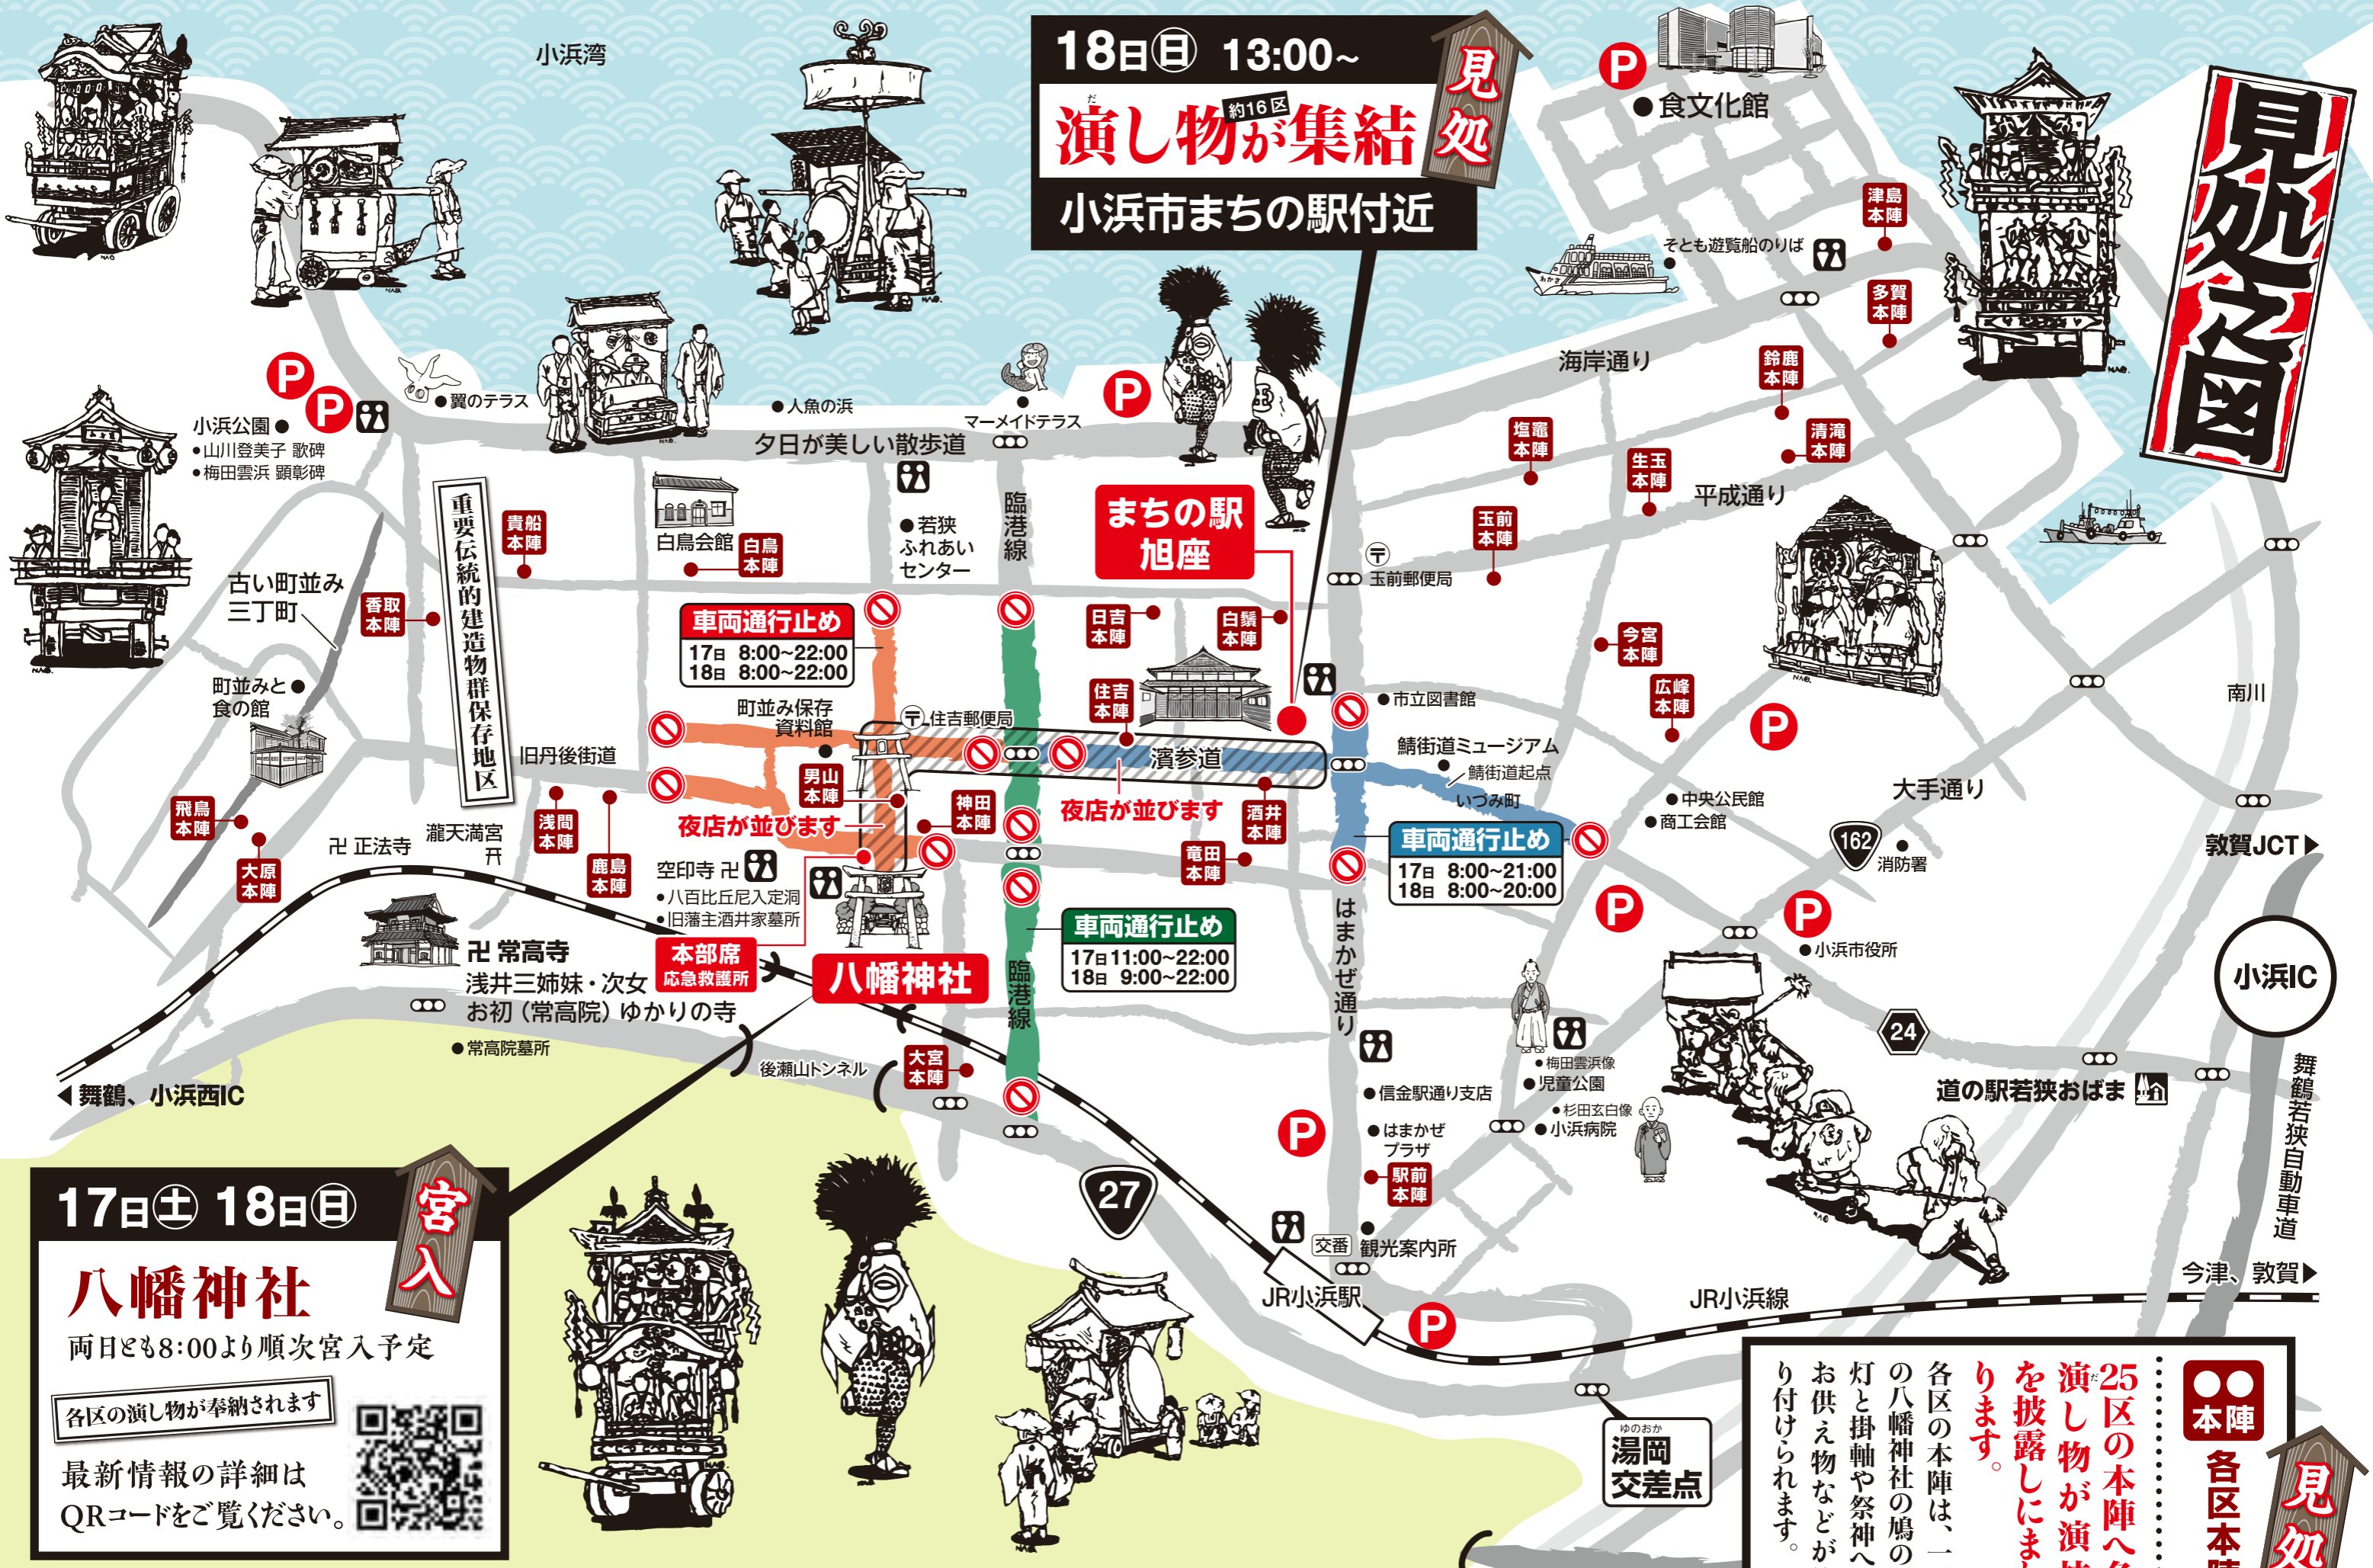 見処之図
小浜湾
18日㊐ 13:00~
演し物が集結
だ
約16区
小浜市まちの駅付近
見処
P
食文化館
津島
本陣
そとも遊覧船のりば
多賀
本陣
海岸通り
鈴鹿
本陣
清滝
本陣
塩竈
本陣
生玉
本陣
平成通り
玉前
本陣
〒
玉前郵便局
今宮
本陣
広峰
本陣
P
南川
P
P
小浜公園
山川登美子 歌碑
梅田雲浜 顕彰碑
翼のテラス
人魚の浜
マーメイドテラス
P
夕日が美しい散歩道
重要伝統的建造物群保存地区
貴船
本陣
白鳥会館
白鳥
本陣
若狭
ふれあい
センター
臨港線
まちの駅
旭座
古い町並み
三丁町
香取
本陣
車両通行止め
17日 8:00~22:00
18日 8:00~22:00
日吉
本陣
白鬚
本陣
住吉
本陣
町並みと
食の館
旧丹後街道
町並み保存
資料館
〒住吉郵便局
濱参道
市立図書館
鯖街道ミュージアム
鯖街道起点
いづみ町
中央公民館
商工会館
大手通り
162
消防署
敦賀JCT▶
飛鳥
本陣
大原
本陣
卍 正法寺
瀧天満宮
浅間
本陣
鹿島
本陣
男山
本陣
夜店が並びます
神田
本陣
夜店が並びます
酒井
本陣
竜田
本陣
車両通行止め
17日 8:00~21:00
18日 8:00~20:00
空印寺 卍
八百比丘尼入定洞
旧藩主酒井家墓所
本部席
応急救護所
八幡神社
車両通行止め
17日11:00~22:00
18日 9:00~22:00
臨港線
はまかぜ通り
P
P
小浜市役所
小浜IC
24
卍 常高寺
浅井三姉妹・次女
お初（常高院）ゆかりの寺
常高院墓所
◀舞鶴、小浜西IC
後瀬山トンネル
大宮
本陣
梅田雲浜像
児童公園
信金駅通り支店
杉田玄白像
小浜病院
はまかぜ
プラザ
P
駅前
本陣
道の駅若狭おばま
舞鶴若狭自動車道
27
交番
観光案内所
JR小浜駅
P
JR小浜線
今津、敦賀▶
湯岡
ゆのおか
交差点
17日㊏ 18日㊐
宮入
八幡神社
両日とも8:00より順次宮入予定
各区の演し物が奉納されます
最新情報の詳細は
QRコードをご覧ください。
●●
本陣
見処
各区本陣
25区の本陣へ各
演し物が演
だ
を披露しにま
ります。
各区の本陣は、一
の八幡神社の鳩の
灯と掛軸や祭神へ
お供え物などが
り付けられます。
わかさ
NAO.